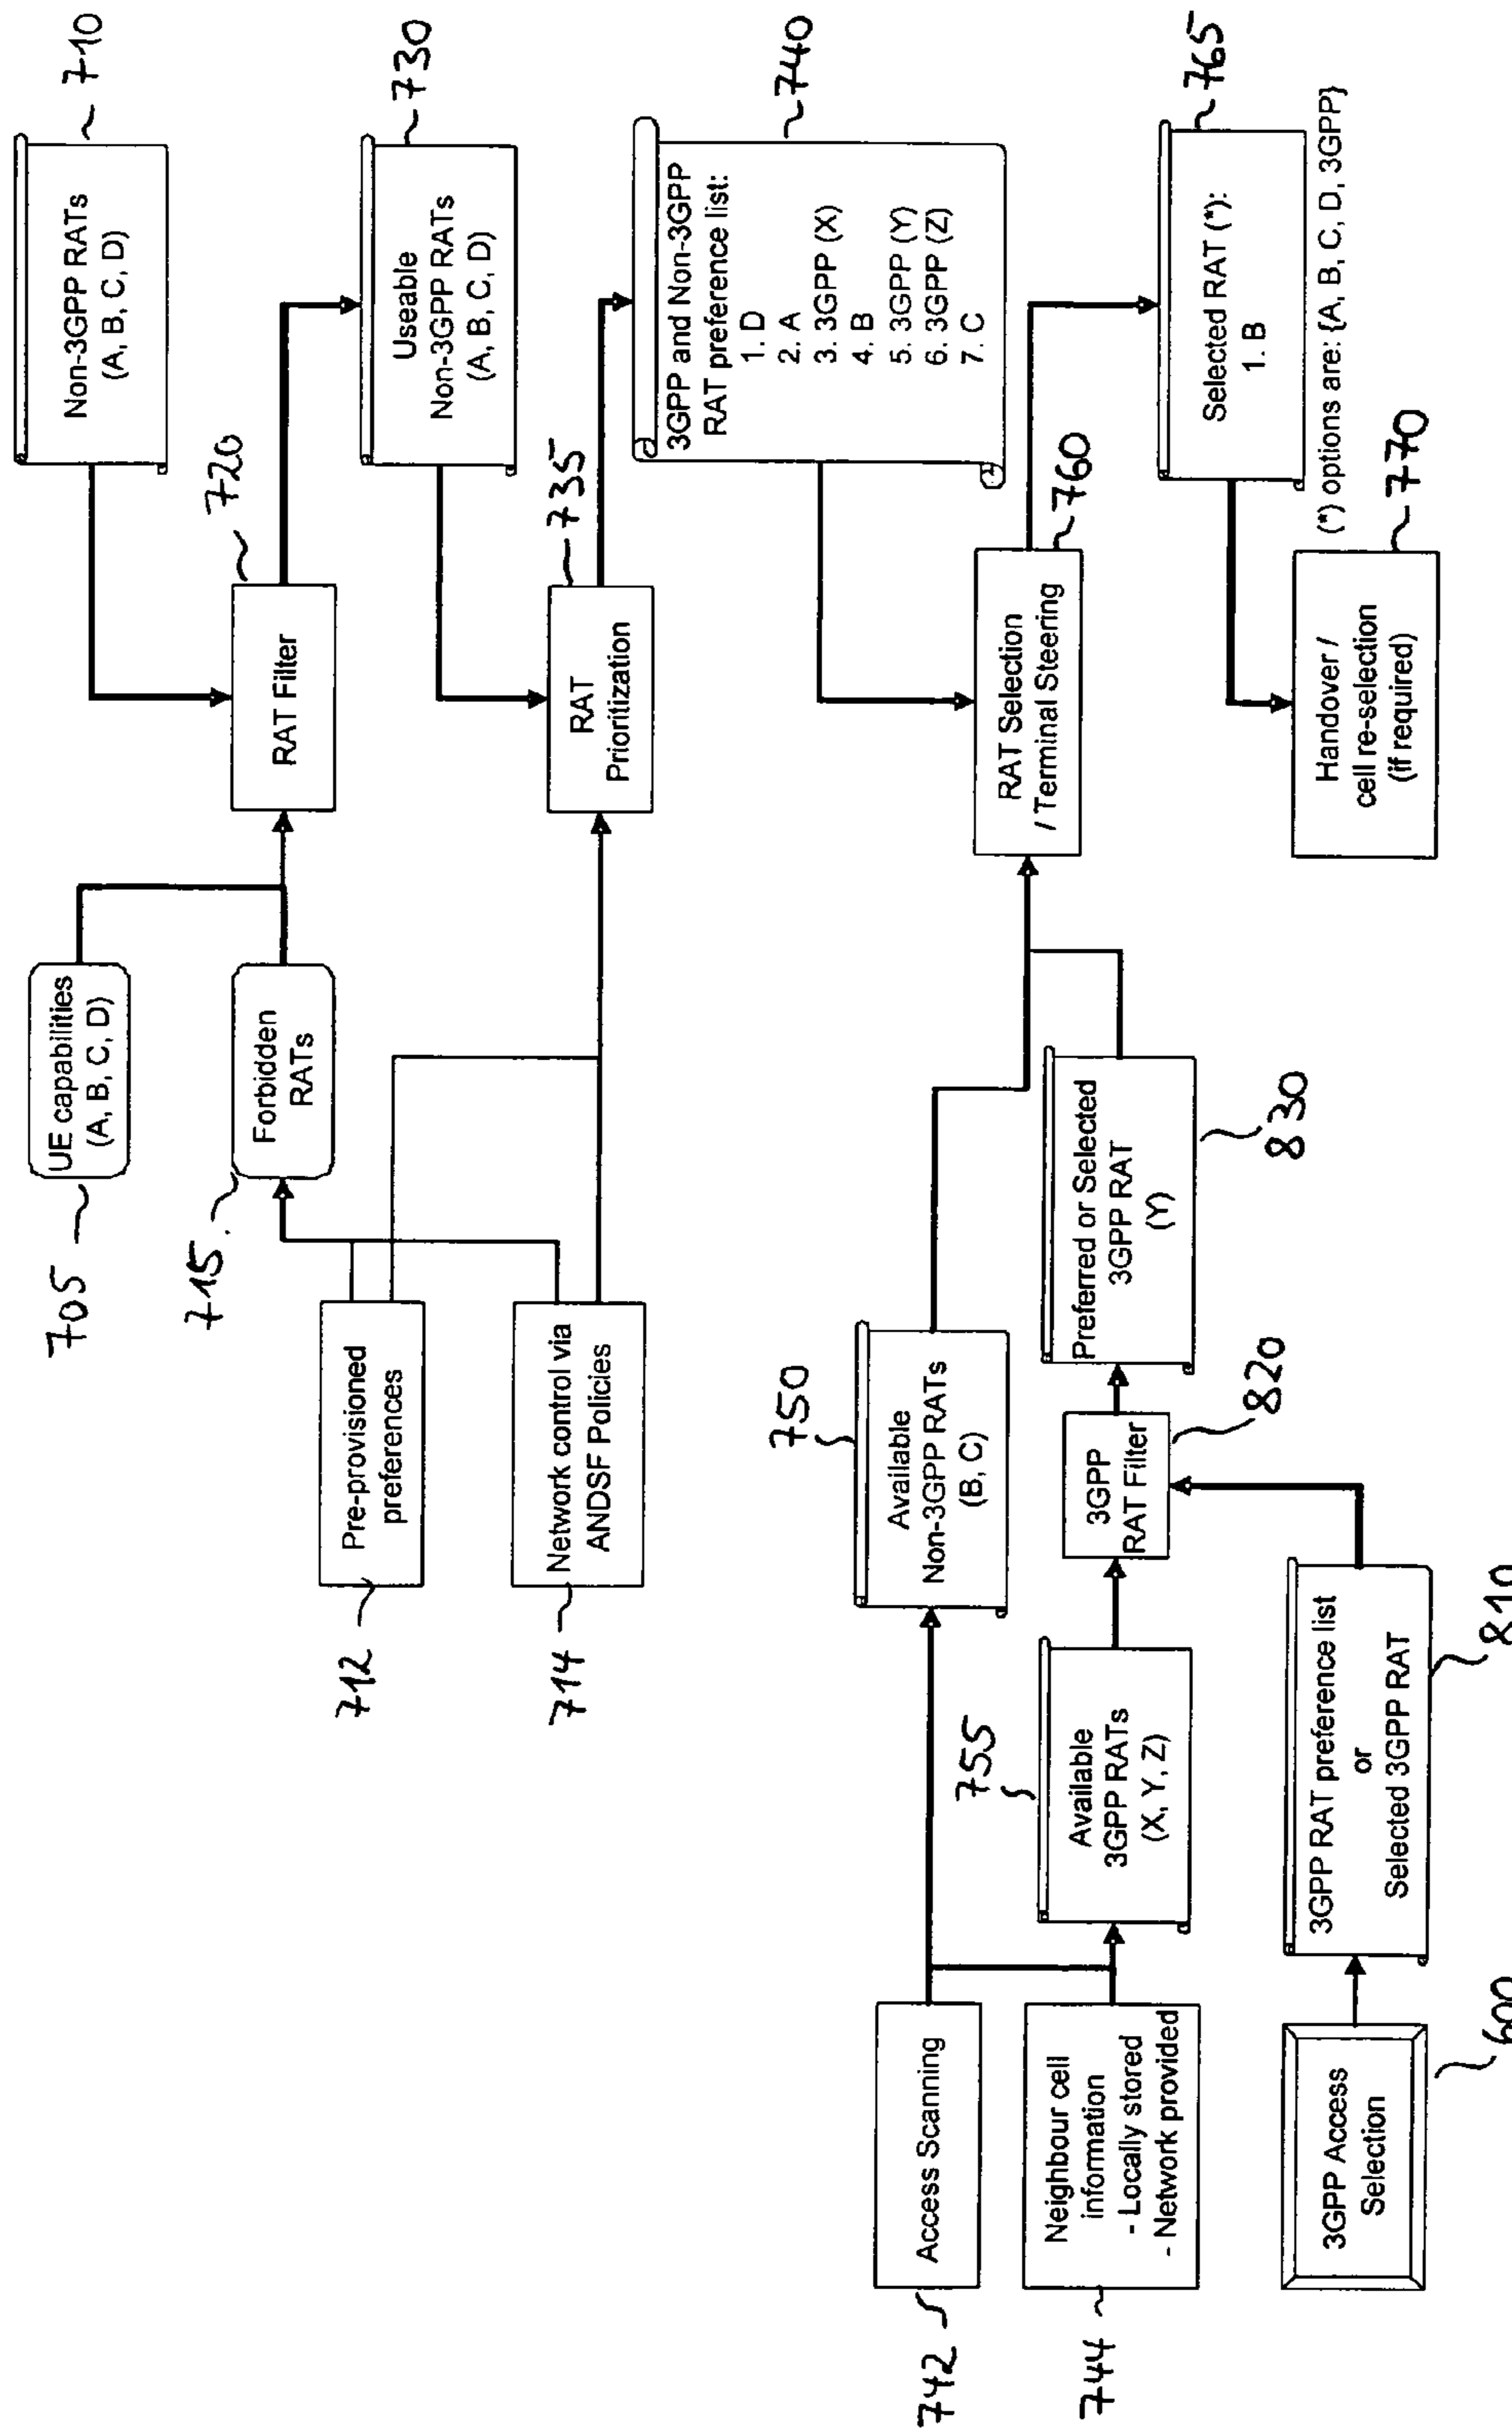 710
Non-3GPP RATs
(A, B, C, D)
720
RAT Filter
UE capabilities
(A, B, C, D)
705
Forbidden
RATs
715
730
Useable
Non-3GPP RATs
(A, B, C, D)
735
RAT
Prioritization
Pre-provisioned
preferences
712
Network control via
ANDSF Policies
714
740
3GPP and Non-3GPP
RAT preference list:
1. D
2. A
3. 3GPP (X)
4. B
5. 3GPP (Y)
6. 3GPP (Z)
7. C
760
RAT Selection
/ Terminal Steering
765
Selected RAT (*):
1. B
(*) options are: {A, B, C, D, 3GPP}
770
Handover /
cell re-selection
(if required)
750
Available
Non-3GPP RATs
(B, C)
830
Preferred or Selected
3GPP RAT
(Y)
820
3GPP
RAT Filter
755
Available
3GPP RATs
(X, Y, Z)
810
3GPP RAT preference list
or
Selected 3GPP RAT
742
Access Scanning
744
Neighbour cell
information
- Locally stored
- Network provided
3GPP Access
Selection
600